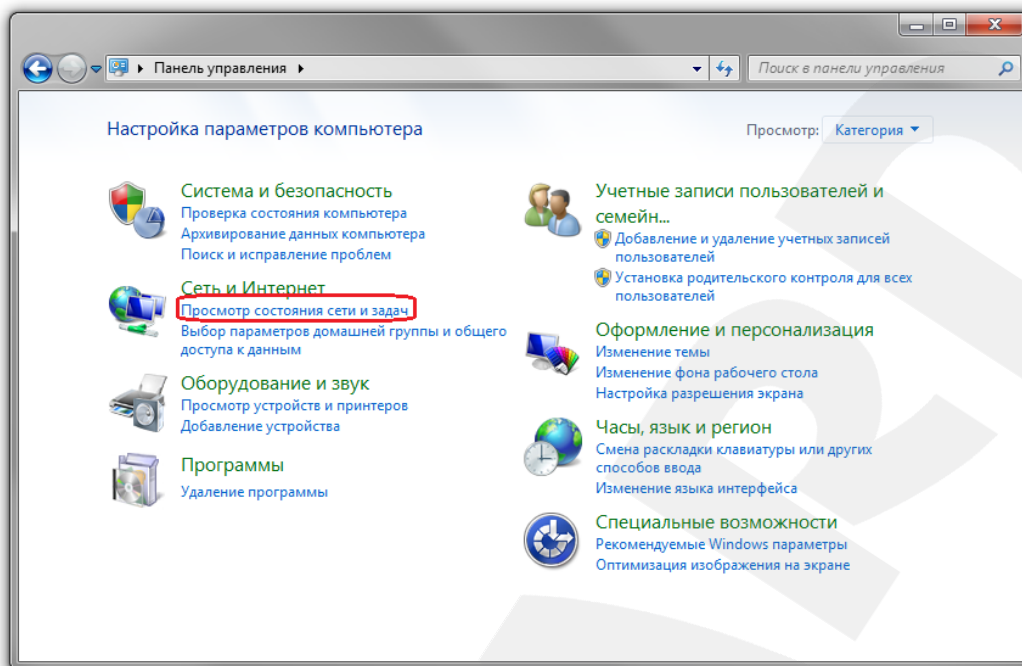 Панель управления
Поиск в панели управления
Настройка параметров компьютера
Просмотр: Категория
Система и безопасность
Проверка состояния компьютера
Архивирование данных компьютера
Поиск и исправление проблем
Сеть и Интернет
Просмотр состояния сети и задач
Выбор параметров домашней группы и общего
доступа к данным
Оборудование и звук
Просмотр устройств и принтеров
Добавление устройства
Программы
Удаление программы
Учетные записи пользователей и
семейн...
Добавление и удаление учетных записей
пользователей
Установка родительского контроля для всех
пользователей
Оформление и персонализация
Изменение темы
Изменение фона рабочего стола
Настройка разрешения экрана
Часы, язык и регион
Смена раскладки клавиатуры или других
способов ввода
Изменение языка интерфейса
Специальные возможности
Рекомендуемые Windows параметры
Оптимизация изображения на экране